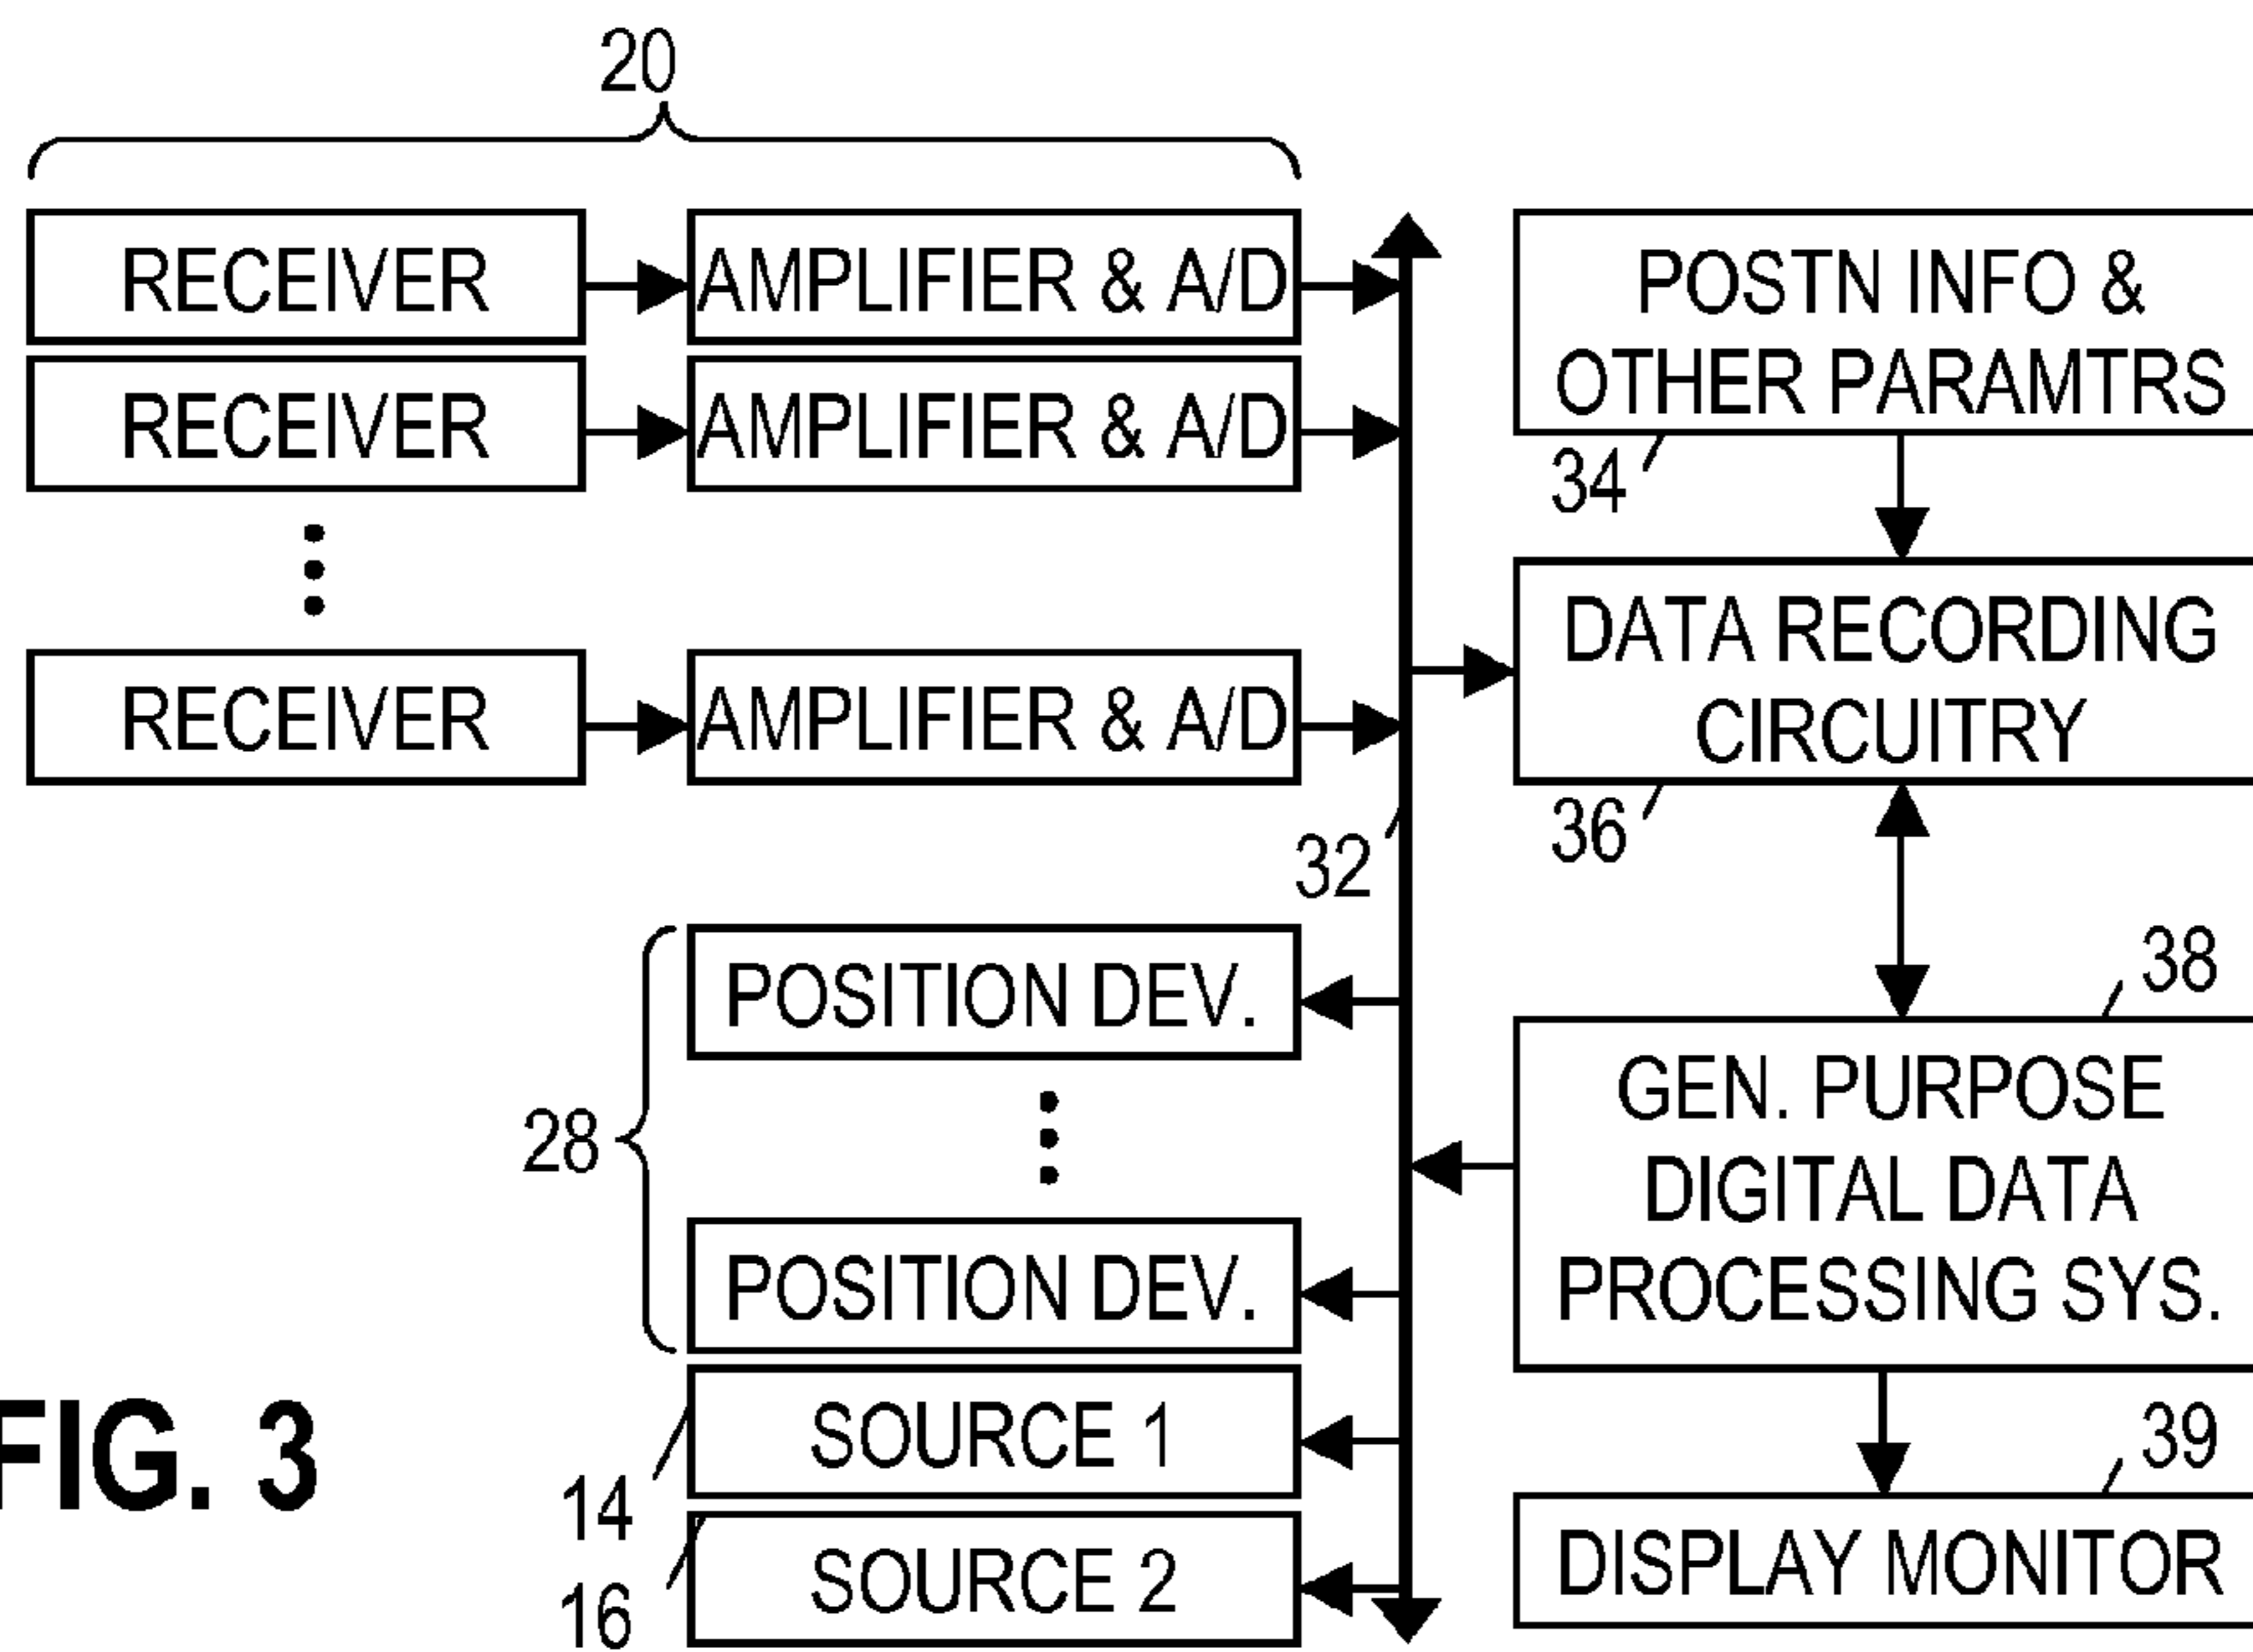 20
RECEIVER
AMPLIFIER & A/D
RECEIVER
AMPLIFIER & A/D
RECEIVER
AMPLIFIER & A/D
POSTN INFO &
OTHER PARAMTRS
34
DATA RECORDING
CIRCUITRY
36
32
28
POSITION DEV.
POSITION DEV.
38
GEN. PURPOSE
DIGITAL DATA
PROCESSING SYS.
SOURCE 1
14
SOURCE 2
16
39
DISPLAY MONITOR
FIG. 3